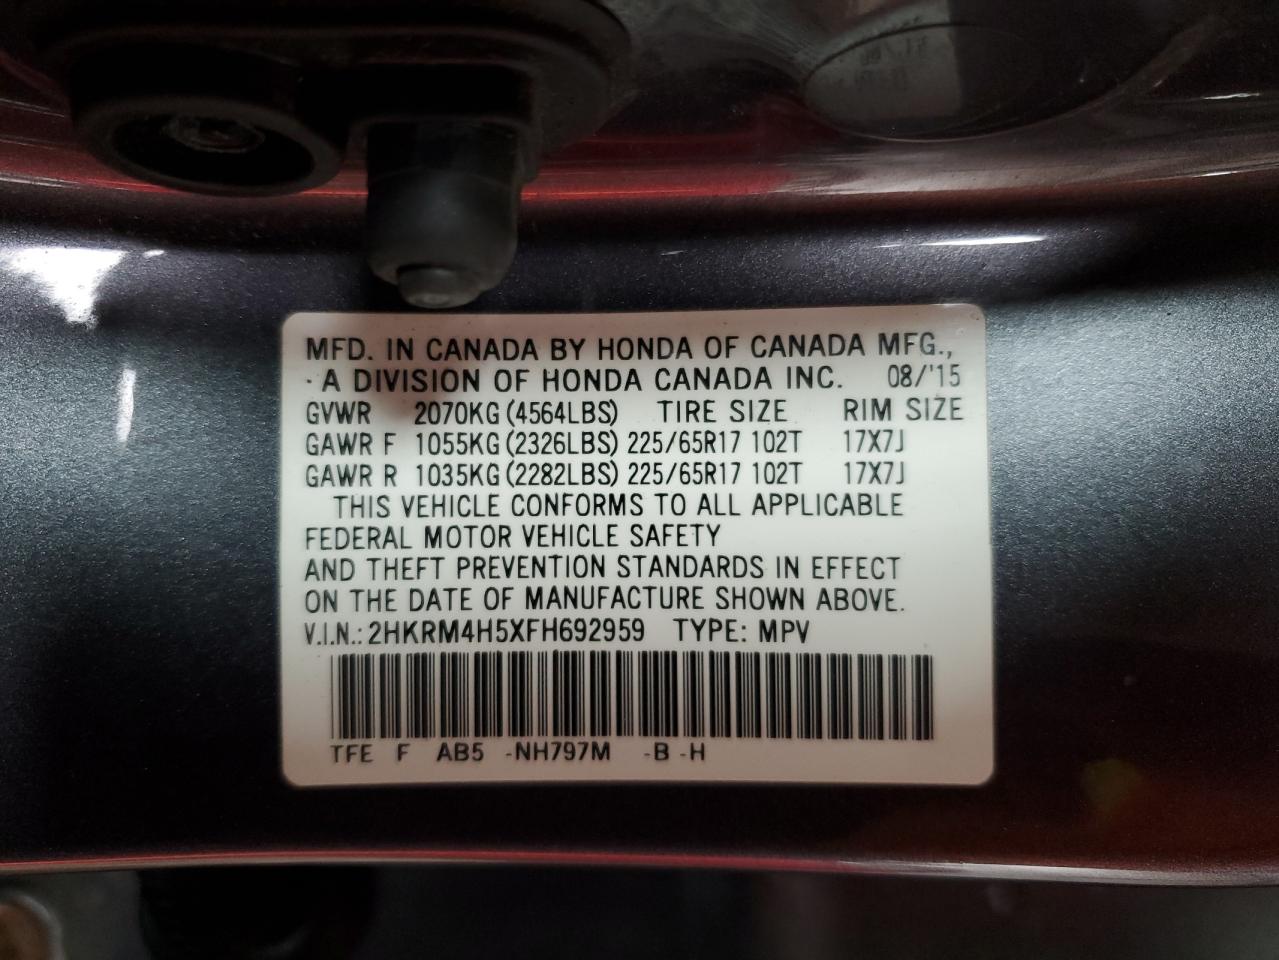 MFD. IN CANADA BY HONDA OF CANADA MFG.,
A DIVISION OF HONDA CANADA INC. 08/'15
GVWR 2070KG (4564LBS) TIRE SIZE RIM SIZE
GAWR F 1055KG (2326LBS) 225/65R17 102T 17X7J
GAWR R 1035KG (2282LBS) 225/65R17 102T 17X7J
THIS VEHICLE CONFORMS TO ALL APPLICABLE
FEDERAL MOTOR VEHICLE SAFETY
AND THEFT PREVENTION STANDARDS IN EFFECT
ON THE DATE OF MANUFACTURE SHOWN ABOVE.
V.I.N.: 2HKRM4H5XFH692959 TYPE: MPV
TFE F AB5 -NH797M -B -H